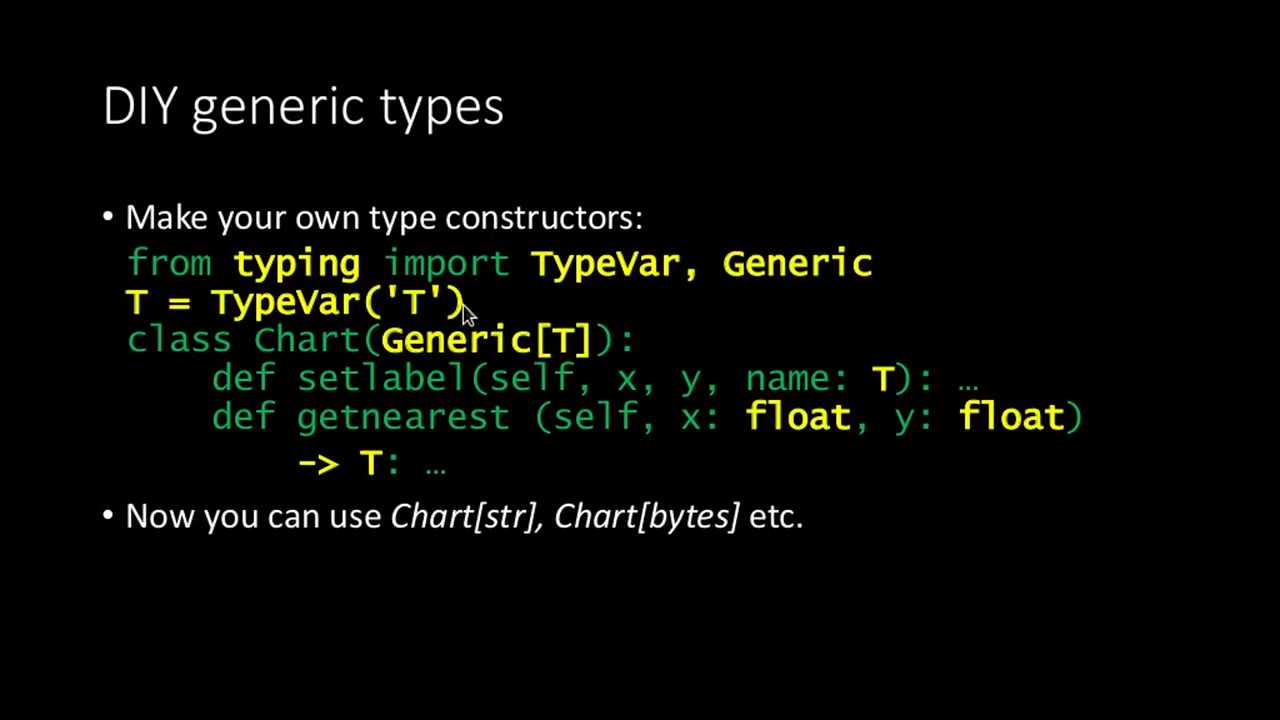 DIY generic types
• Make your own type constructors:
from typing import TypeVar, Generic
T = TypeVar('T')
class Chart(Generic[T]):
def setlabel(self, x, y, name: T): …
def getnearest (self, x: float, y: float)
-> T: …
• Now you can use Chart[str], Chart[bytes] etc.